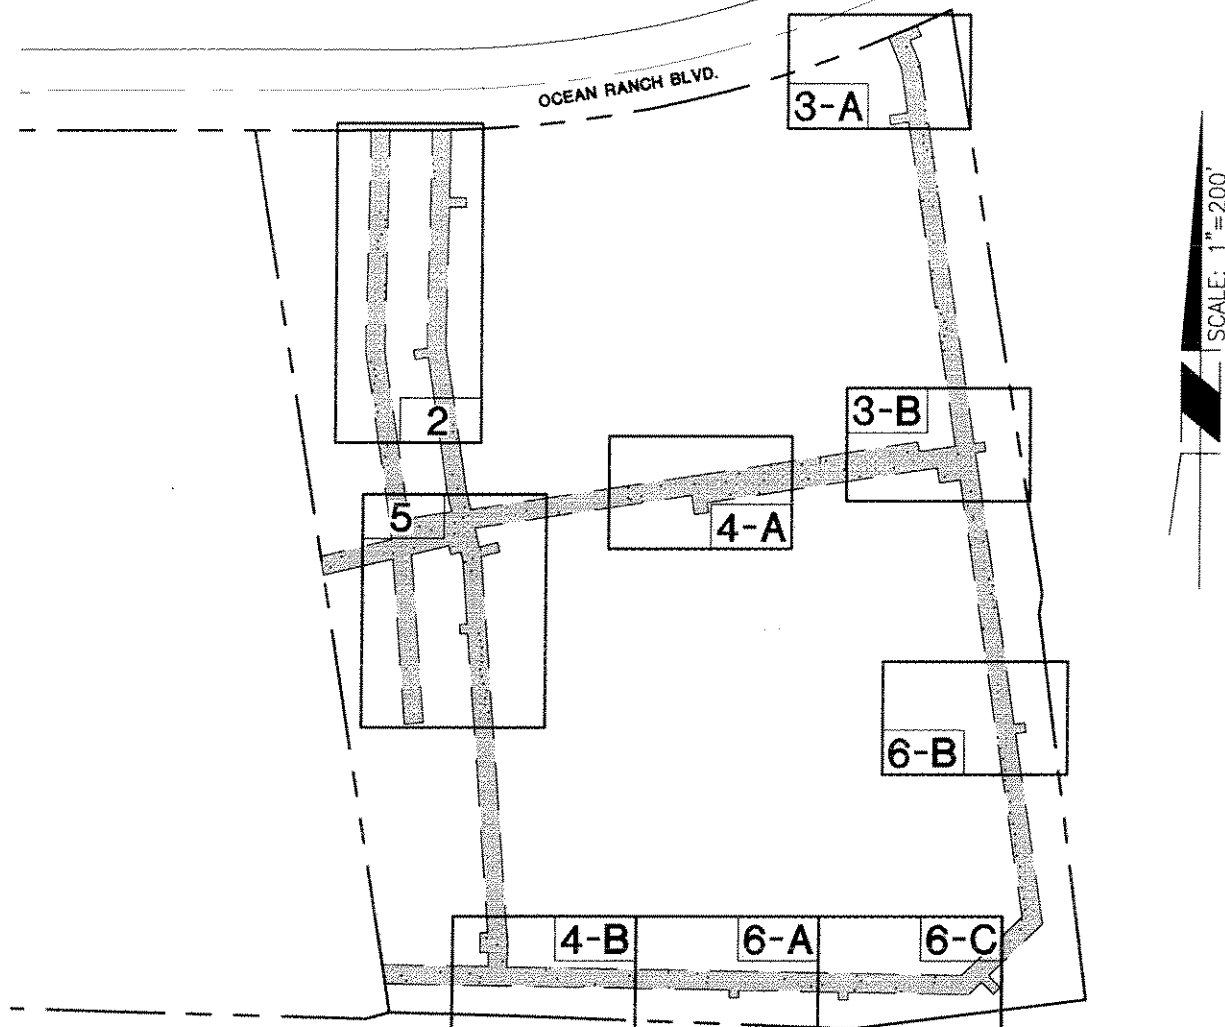 OCEAN RANCH BLVD.
3-A
SCALE: 1"=200'
2
3-B
5
4-A
6-B
4-B
6-A
6-C